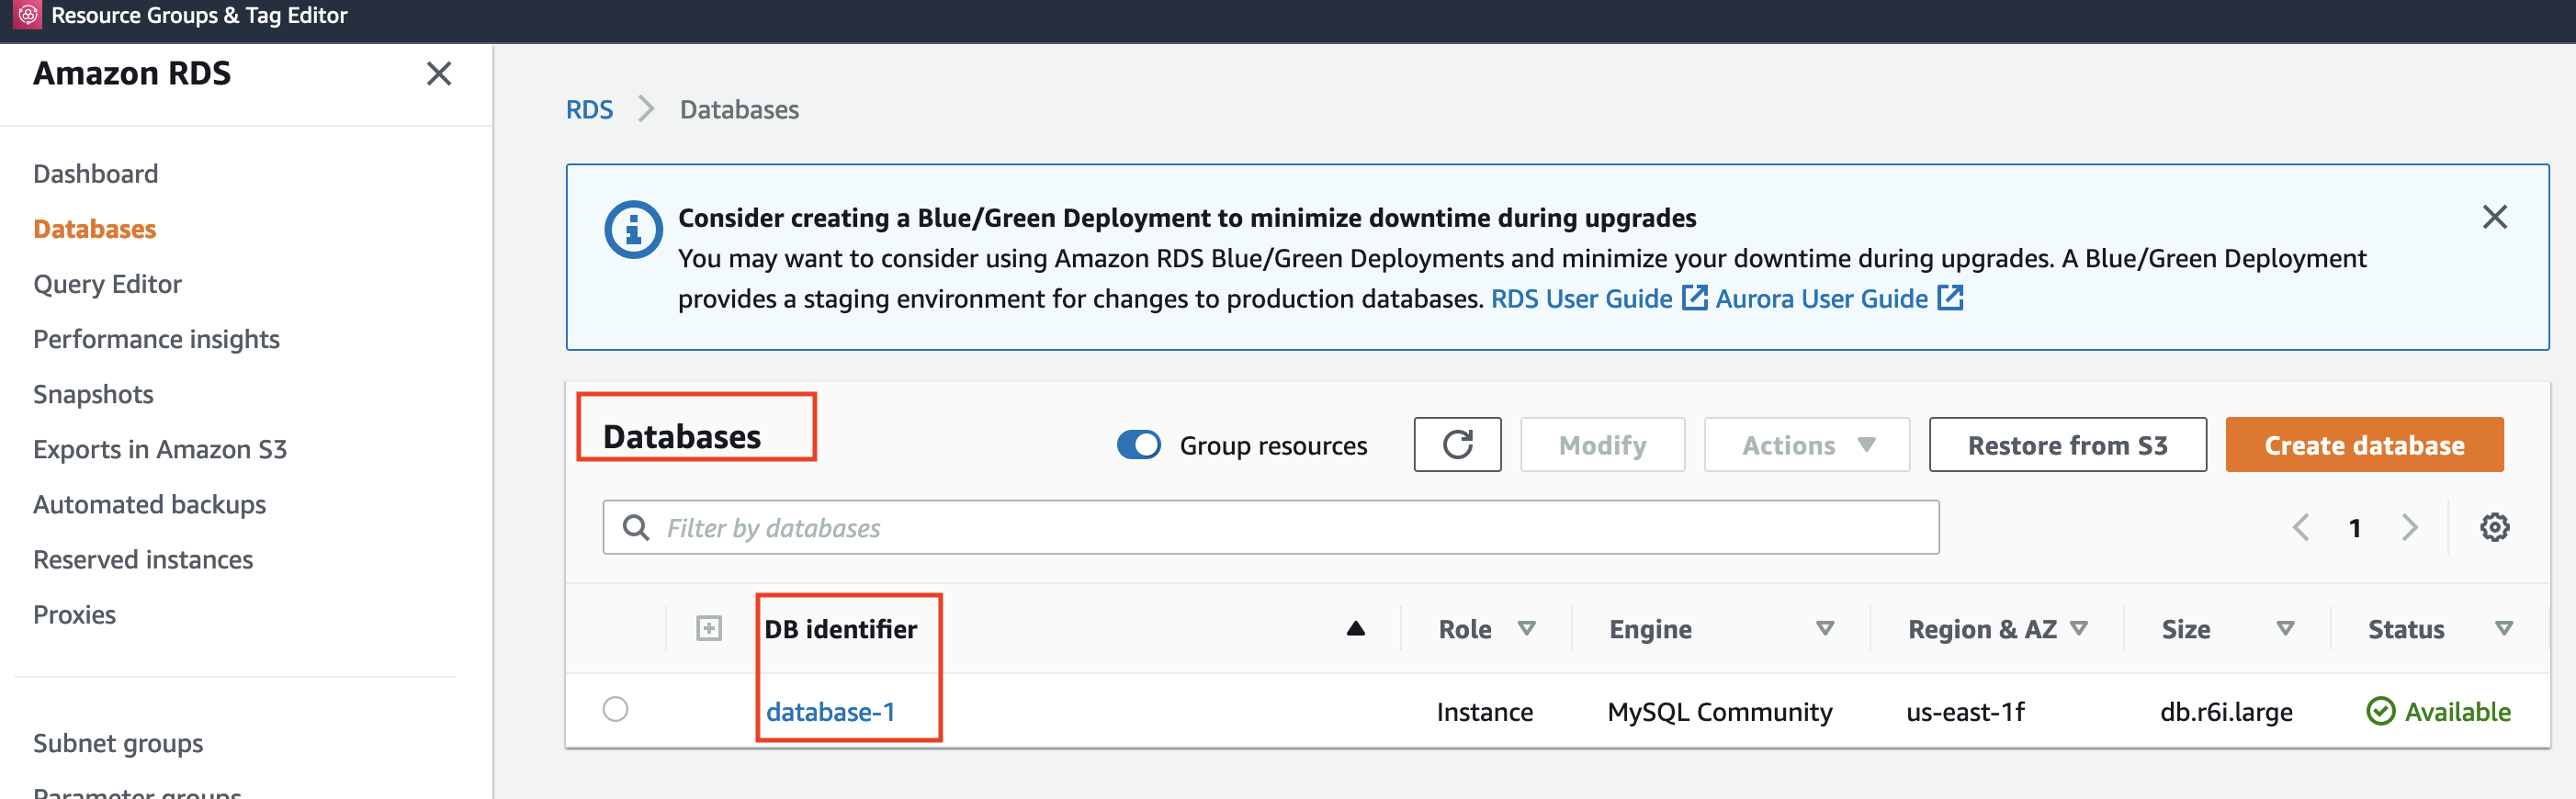 Resource Groups & Tag Editor
Amazon RDS
Dashboard
Databases
Query Editor
Performance insights
Snapshots
Exports in Amazon S3
Automated backups
Reserved instances
Proxies
Subnet groups
Parameter groups
RDS > Databases
Consider creating a Blue/Green Deployment to minimize downtime during upgrades
You may want to consider using Amazon RDS Blue/Green Deployments and minimize your downtime during upgrades. A Blue/Green Deployment
provides a staging environment for changes to production databases. RDS User Guide Aurora User Guide
Databases
Group resources Modify Actions Restore from S3 Create database
Filter by databases
1
DB identifier Role Engine Region & AZ Size Status
database-1 Instance MySQL Community us-east-1f db.r6i.large Available